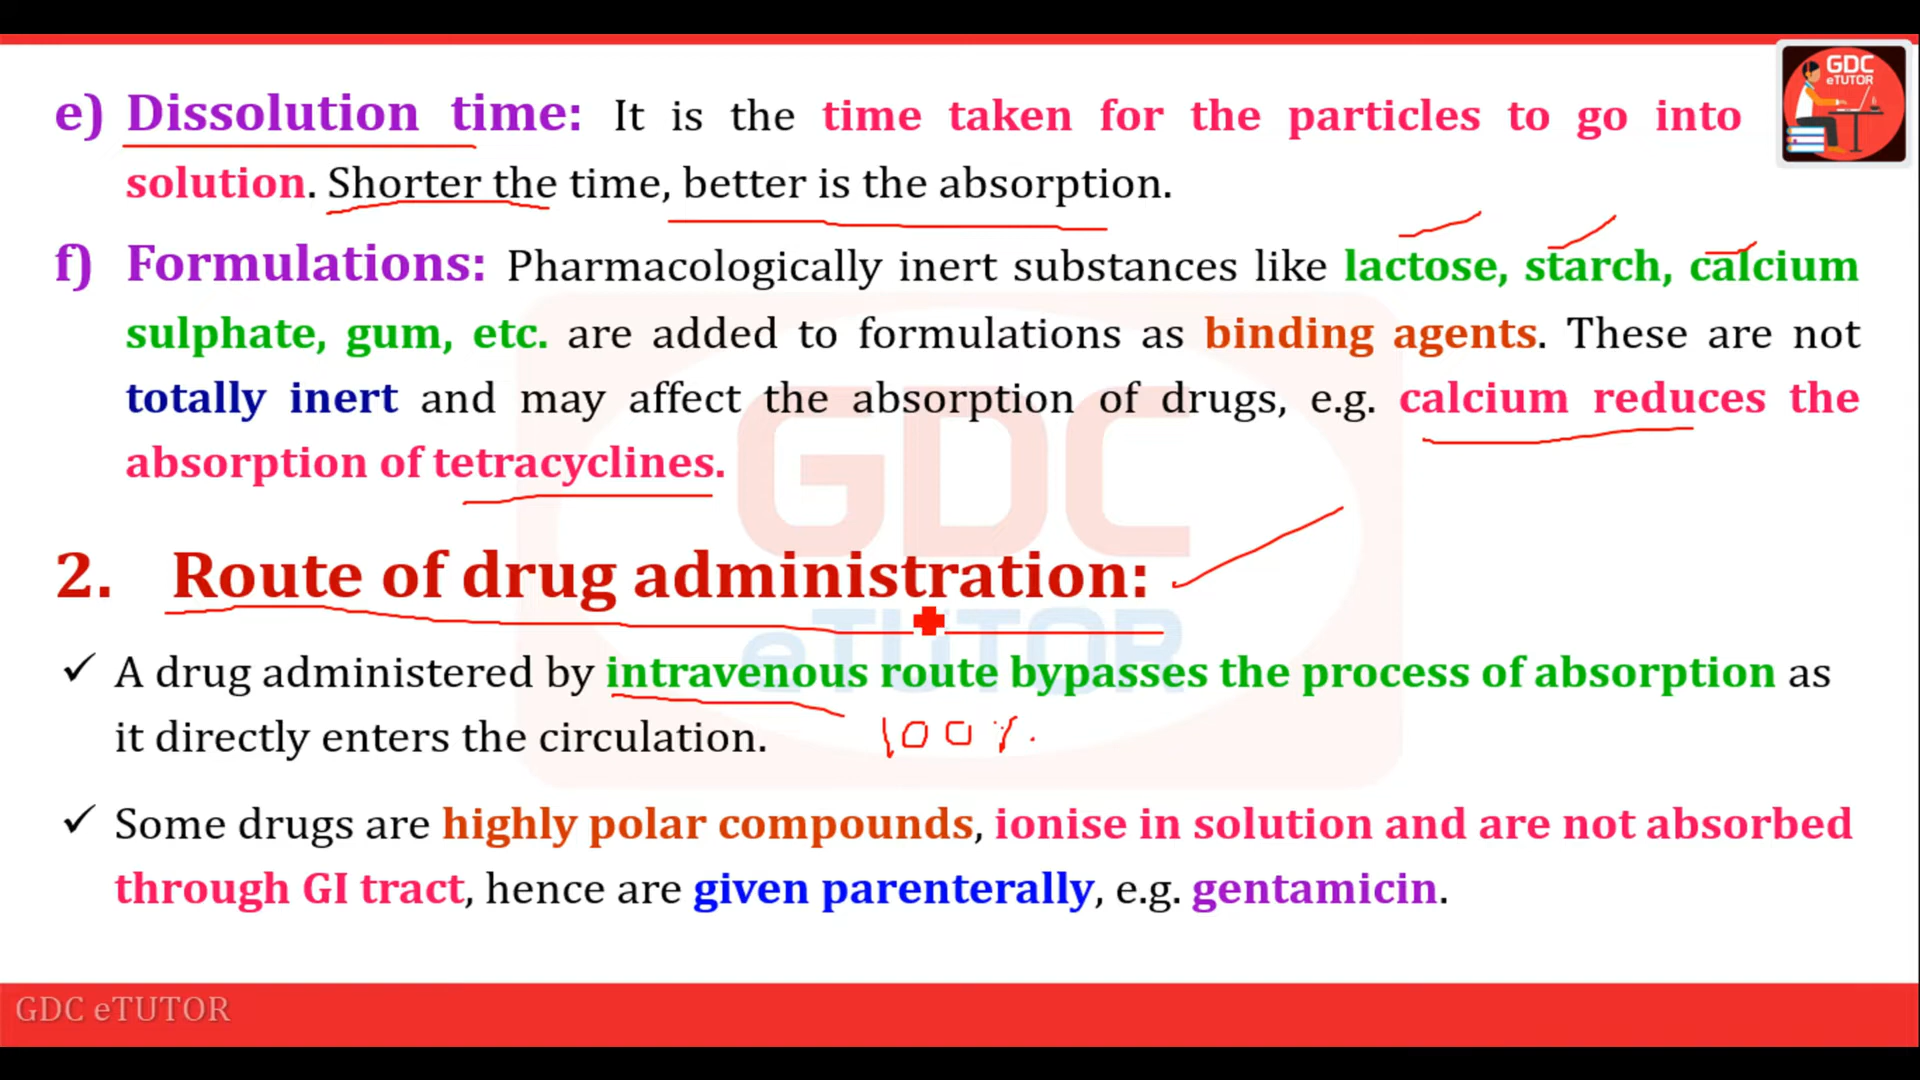 GDC
eTUTOR
e) Dissolution time: It is the time taken for the particles to go into
solution. Shorter the time, better is the absorption.
f) Formulations: Pharmacologically inert substances like lactose, starch, calcium
sulphate, gum, etc. are added to formulations as binding agents. These are not
totally inert and may affect the absorption of drugs, e.g. calcium reduces the
absorption of tetracyclines.
GDC
2. Route of drug administration:
eTUTOR
✓ A drug administered by intravenous route bypasses the process of absorption as
it directly enters the circulation. 100%.
✓ Some drugs are highly polar compounds, ionise in solution and are not absorbed
through GI tract, hence are given parenterally, e.g. gentamicin.
GDC eTUTOR